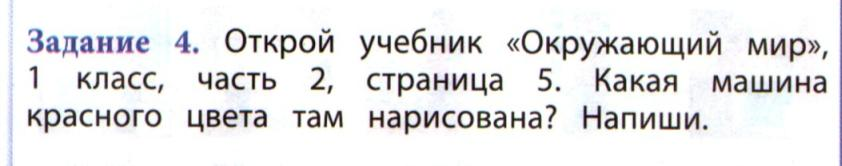 Задание 4. Открой учебник «Окружающий мир»,
1 класс, часть 2, страница 5. Какая машина
красного цвета там нарисована? Напиши.